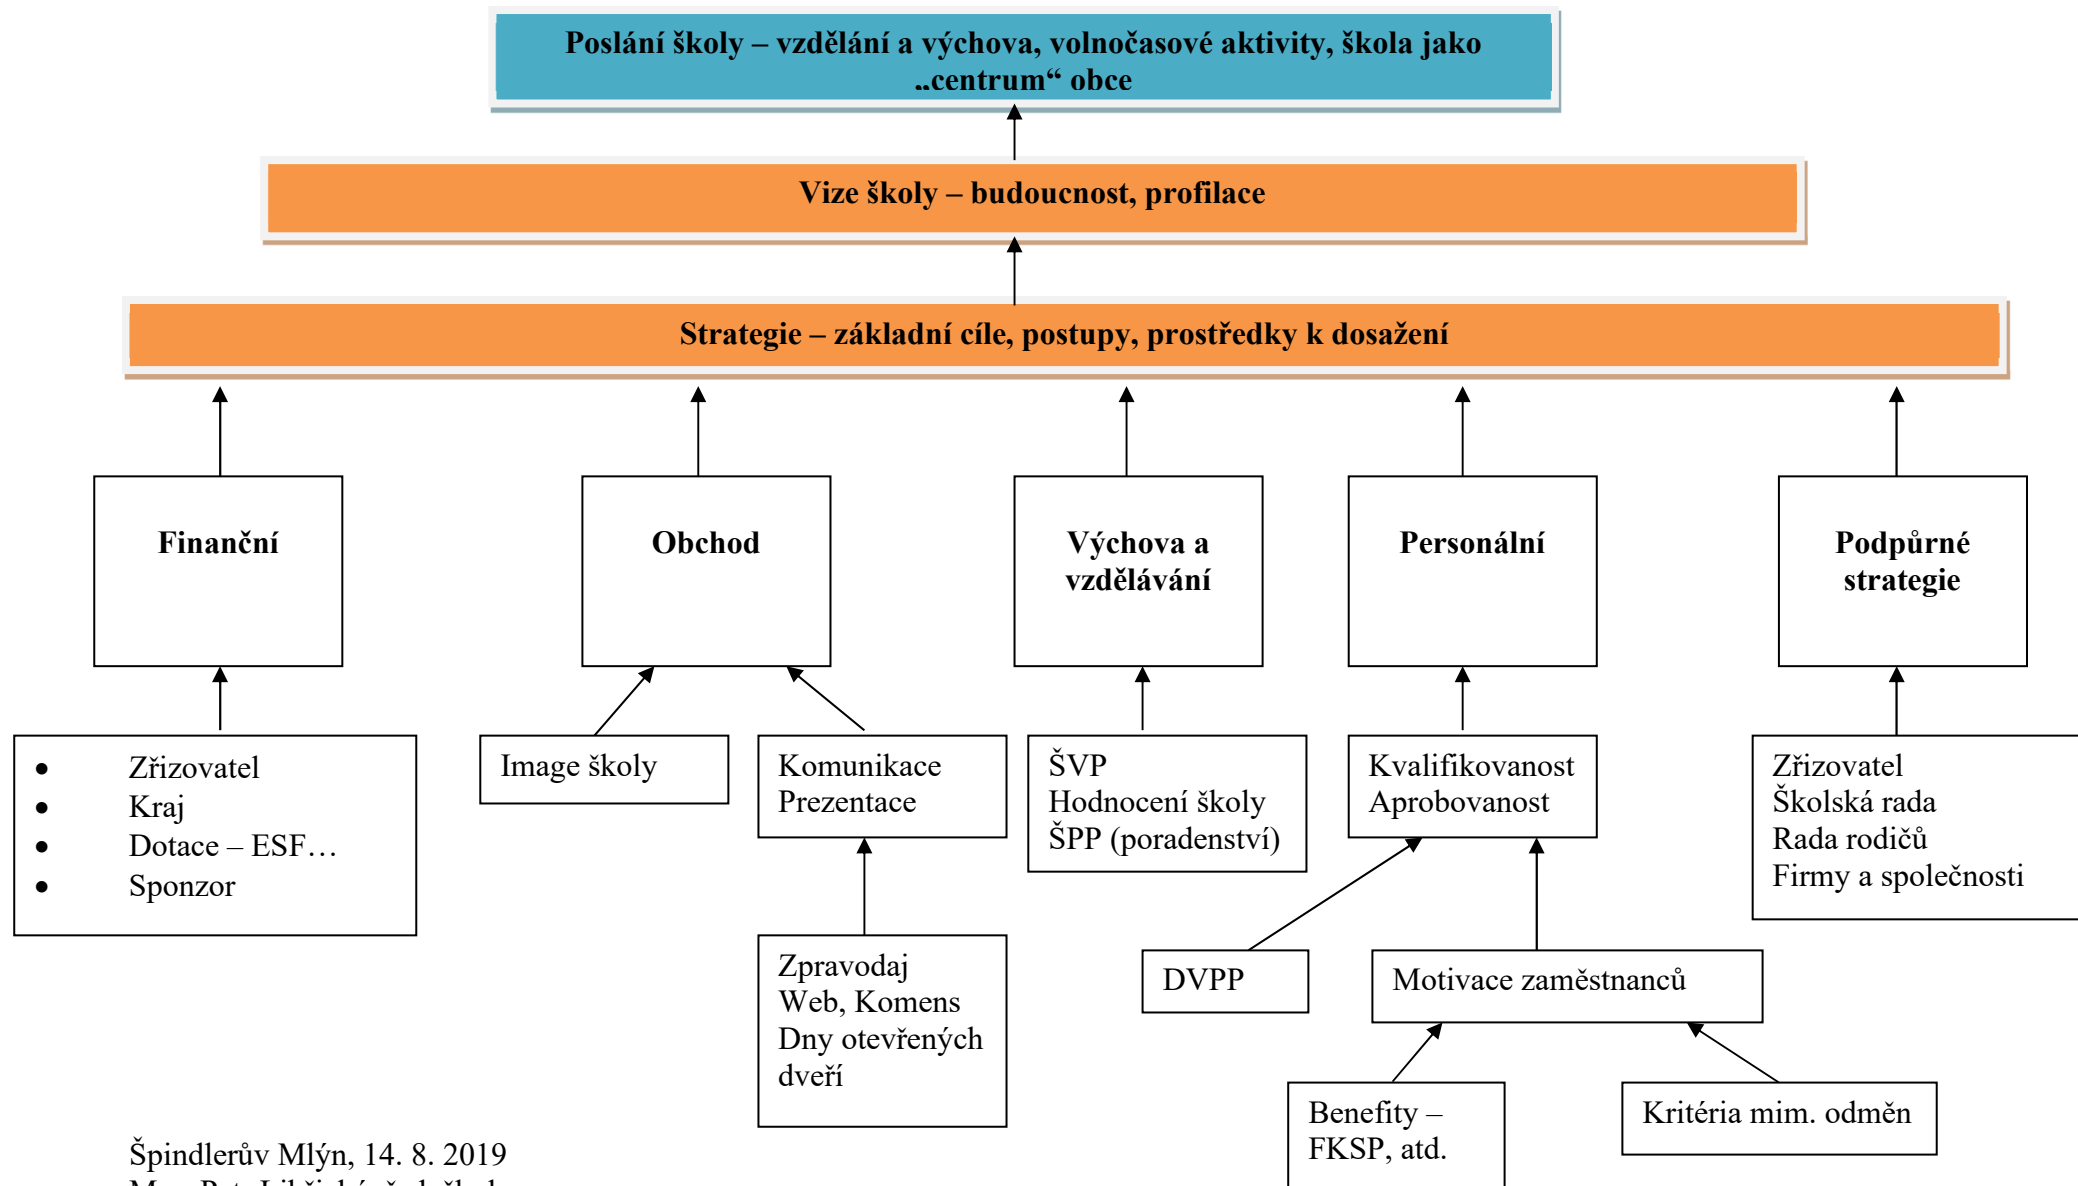 Poslání školy – vzdělání a výchova, volnočasové aktivity, škola jako
„centrum“ obce
Vize školy – budoucnost, profilace
Strategie – základní cíle, postupy, prostředky k dosažení
Finanční
Obchod
Výchova a
vzdělávání
Personální
Podpůrné
strategie
• Zřizovatel
• Kraj
• Dotace – ESF…
• Sponzor
Image školy
Komunikace
Prezentace
ŠVP
Hodnocení školy
ŠPP (poradenství)
Kvalifikovanost
Aprobovanost
Zřizovatel
Školská rada
Rada rodičů
Firmy a společnosti
Zpravodaj
Web, Komens
Dny otevřených
dveří
DVPP
Motivace zaměstnanců
Benefity –
FKSP, atd.
Kritéria mim. odměn
Špindlerův Mlýn, 14. 8. 2019